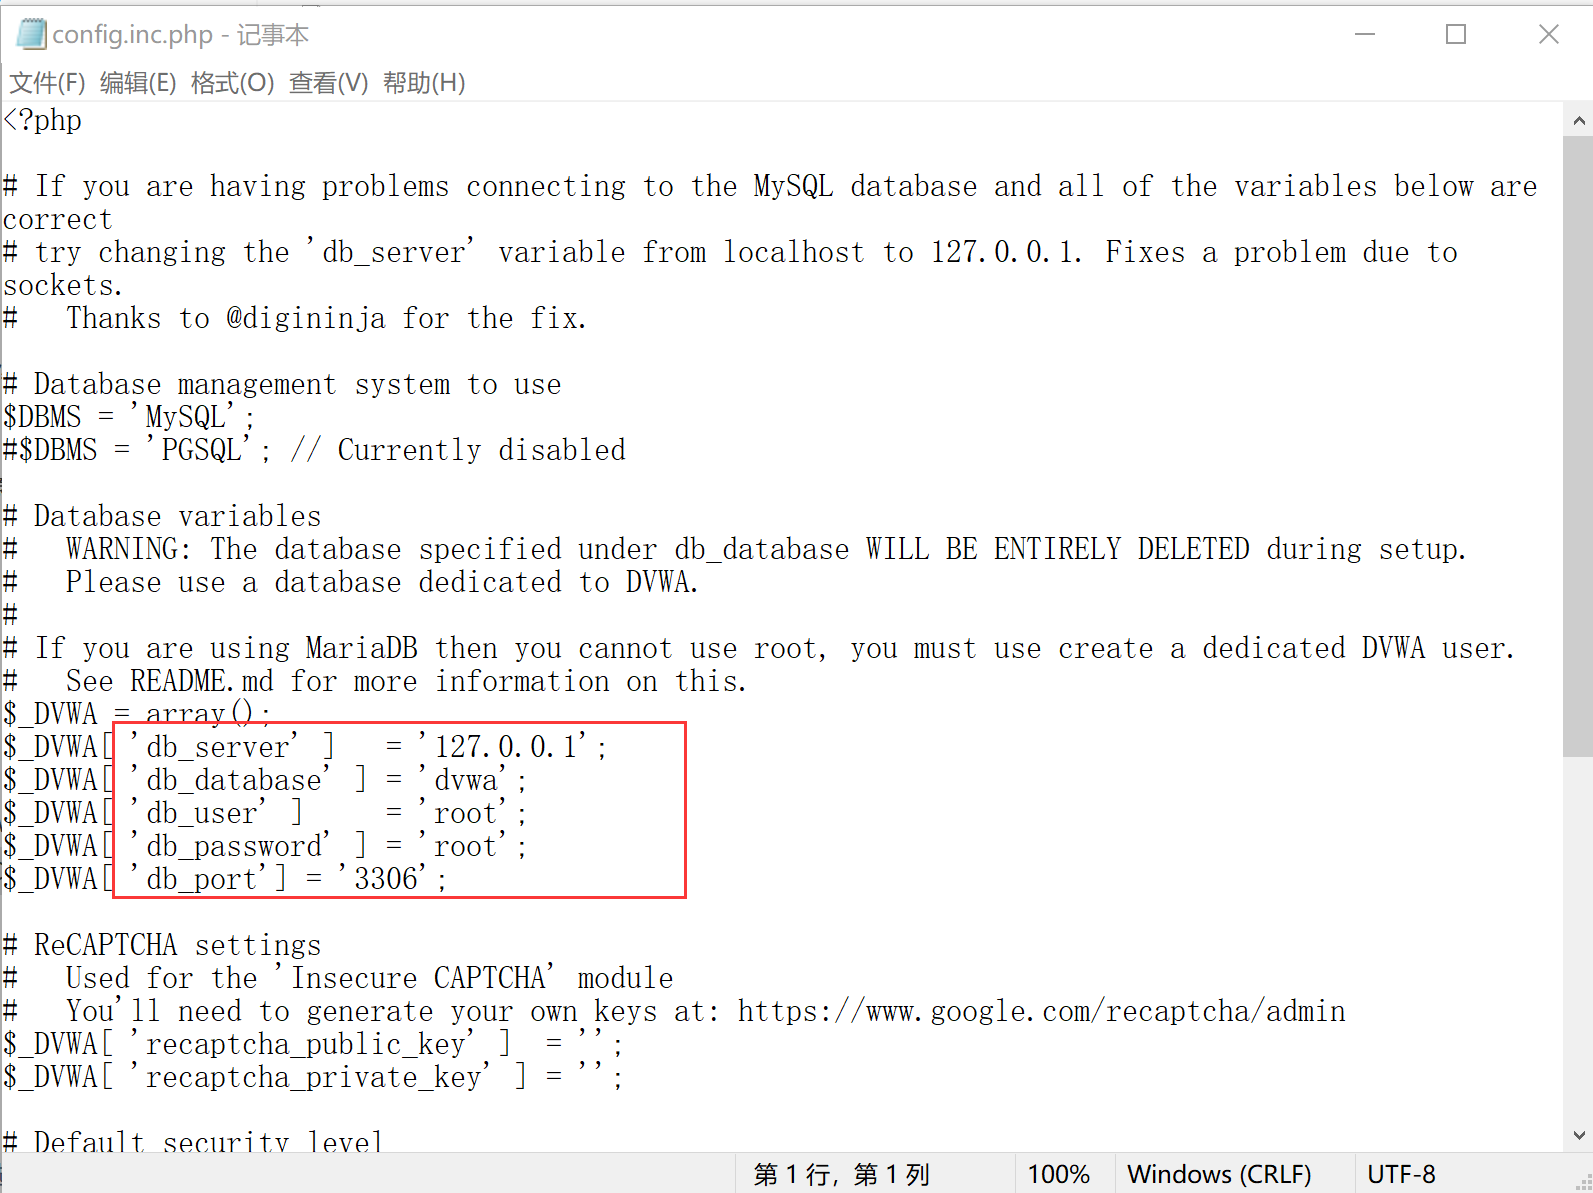 config.inc.php - 记事本
文件(F) 编辑(E) 格式(O) 查看(V) 帮助(H)
<?php
# If you are having problems connecting to the MySQL database and all of the variables below are
correct
# try changing the 'db_server' variable from localhost to 127.0.0.1. Fixes a problem due to
sockets.
#   Thanks to @digininja for the fix.
# Database management system to use
$DBMS = 'MySQL';
#$DBMS = 'PGSQL'; // Currently disabled
# Database variables
#   WARNING: The database specified under db_database WILL BE ENTIRELY DELETED during setup.
#   Please use a database dedicated to DVWA.
#
# If you are using MariaDB then you cannot use root, you must use create a dedicated DVWA user.
#   See README.md for more information on this.
$_DVWA = array();
$_DVWA[ 'db_server' ]   = '127.0.0.1';
$_DVWA[ 'db_database' ] = 'dvwa';
$_DVWA[ 'db_user' ]     = 'root';
$_DVWA[ 'db_password' ] = 'root';
$_DVWA[ 'db_port'] = '3306';
# ReCAPTCHA settings
#   Used for the 'Insecure CAPTCHA' module
#   You'll need to generate your own keys at: https://www.google.com/recaptcha/admin
$_DVWA[ 'recaptcha_public_key' ]  = '';
$_DVWA[ 'recaptcha_private_key' ] = '';
# Default security level
第 1 行，第 1 列 100% Windows (CRLF) UTF-8